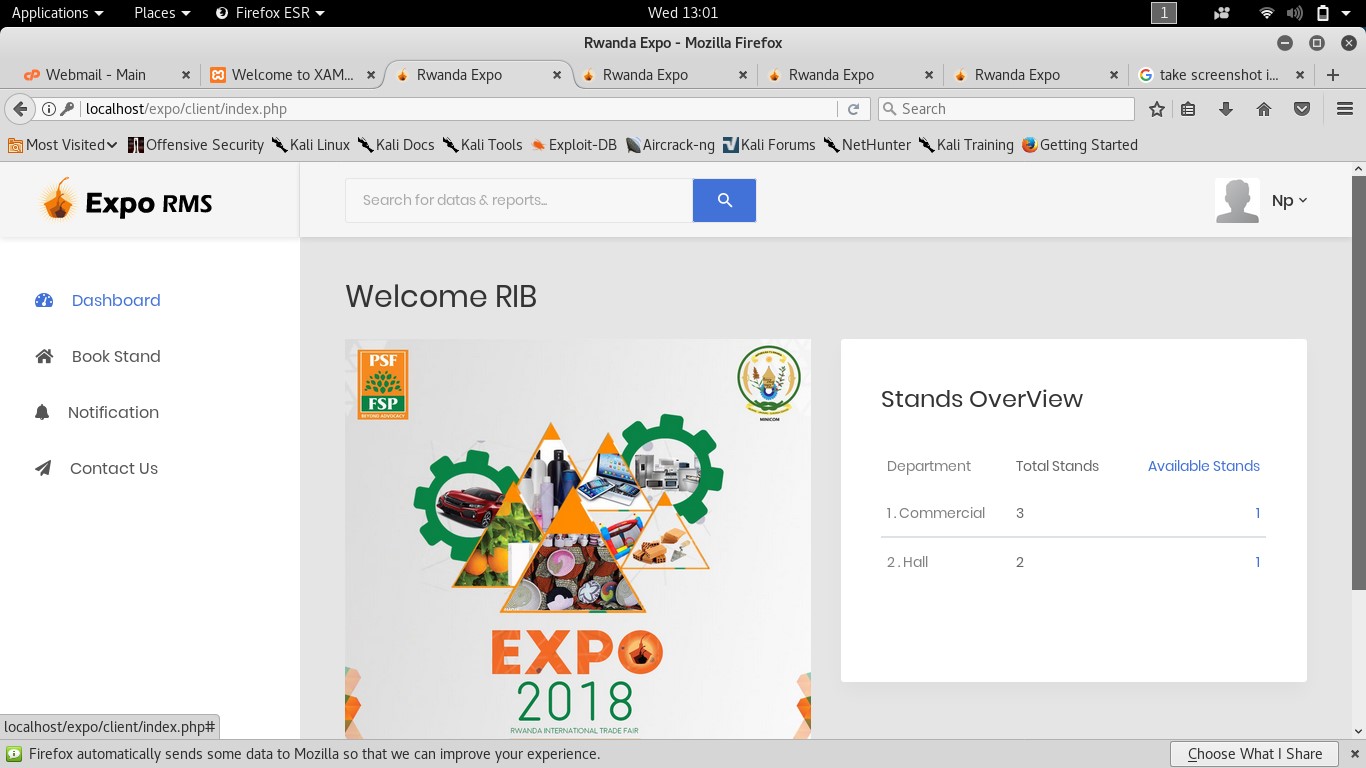 Applications Places Firefox ESR Wed 13:01 1
Rwanda Expo - Mozilla Firefox
Webmail - Main Welcome to XAM... Rwanda Expo Rwanda Expo Rwanda Expo Rwanda Expo take screenshot i...
localhost/expo/client/index.php Search
Most Visited Offensive Security Kali Linux Kali Docs Kali Tools Exploit-DB Aircrack-ng Kali Forums NetHunter Kali Training Getting Started
Expo RMS Search for datas & reports... Np
Dashboard
Book Stand
Notification
Contact Us
Welcome RIB
PSF
FSP
BEYOND ADVOCACY
MINICOM
EXPO
2018
RWANDA INTERNATIONAL TRADE FAIR
Stands OverView
Department Total Stands Available Stands
1 . Commercial 3 1
2 . Hall 2 1
localhost/expo/client/index.php#
Firefox automatically sends some data to Mozilla so that we can improve your experience. Choose What I Share